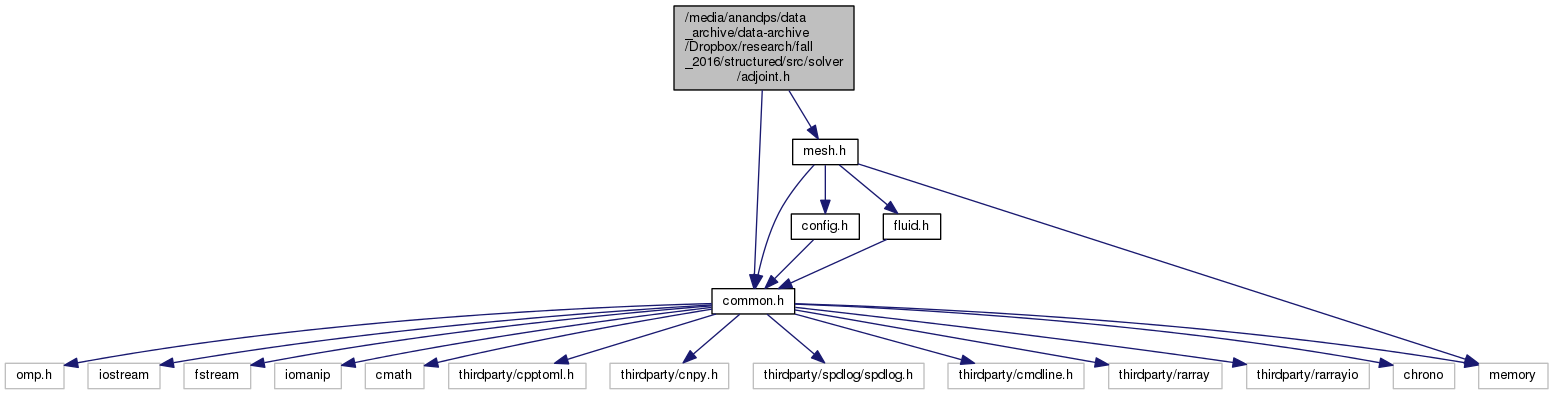 /media/anandps/data
_archive/data-archive
/Dropbox/research/fall
_2016/structured/src/solver
/adjoint.h
mesh.h
config.h
fluid.h
common.h
omp.h
iostream
fstream
iomanip
cmath
thirdparty/cpptoml.h
thirdparty/cnpy.h
thirdparty/spdlog/spdlog.h
thirdparty/cmdline.h
thirdparty/rarray
thirdparty/rarrayio
chrono
memory